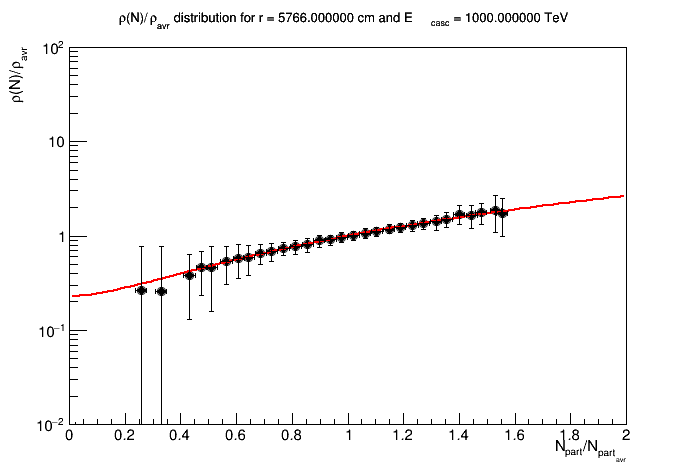 ρ(N)/ρavr distribution for r = 5766.000000 cm and E casc = 1000.000000 TeV
ρ(N)/ρavr
10²
10
1
10⁻¹
10⁻²
0 0.2 0.4 0.6 0.8 1 1.2 1.4 1.6 1.8 2
Npart/Npartavr